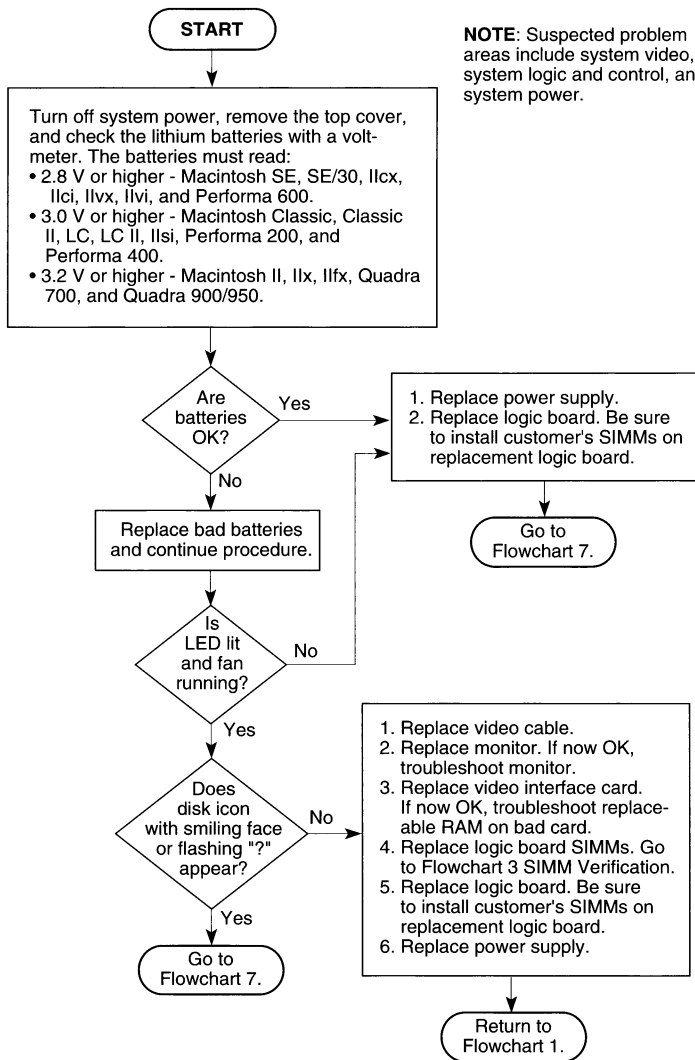 START
NOTE: Suspected problem
areas include system video,
system logic and control, an
system power.
Turn off system power, remove the top cover,
and check the lithium batteries with a volt-
meter. The batteries must read:
• 2.8 V or higher - Macintosh SE, SE/30, IIcx,
IIci, IIvx, IIvi, and Performa 600.
• 3.0 V or higher - Macintosh Classic, Classic
II, LC, LC II, IIsi, Performa 200, and
Performa 400.
• 3.2 V or higher - Macintosh II, IIx, IIfx, Quadra
700, and Quadra 900/950.
Are
batteries
OK?
Yes
No
1. Replace power supply.
2. Replace logic board. Be sure
to install customer's SIMMs on
replacement logic board.
Go to
Flowchart 7.
Replace bad batteries
and continue procedure.
Is
LED lit
and fan
running?
No
Yes
Does
disk icon
with smiling face
or flashing "?"
appear?
No
Yes
1. Replace video cable.
2. Replace monitor. If now OK,
troubleshoot monitor.
3. Replace video interface card.
If now OK, troubleshoot replace-
able RAM on bad card.
4. Replace logic board SIMMs. Go
to Flowchart 3 SIMM Verification.
5. Replace logic board. Be sure
to install customer's SIMMs on
replacement logic board.
6. Replace power supply.
Go to
Flowchart 7.
Return to
Flowchart 1.